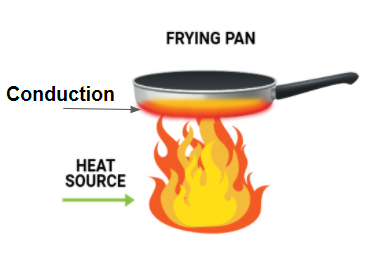 FRYING PAN
Conduction
HEAT
SOURCE